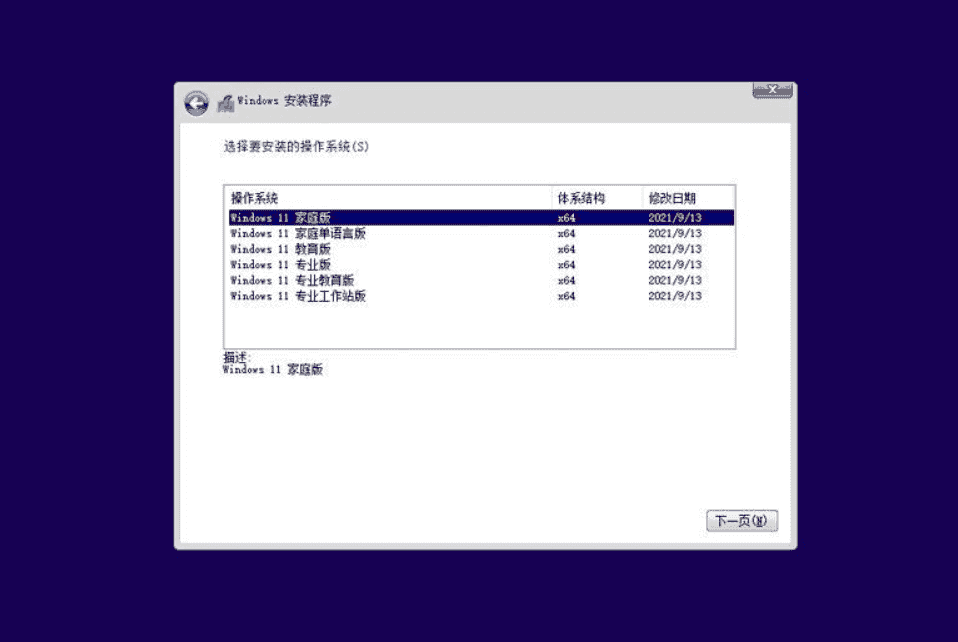 Windows 安装程序
选择要安装的操作系统(S)
操作系统 体系结构 修改日期
Windows 11 家庭版 x64 2021/9/13
Windows 11 家庭单语言版 x64 2021/9/13
Windows 11 教育版 x64 2021/9/13
Windows 11 专业版 x64 2021/9/13
Windows 11 专业教育版 x64 2021/9/13
Windows 11 专业工作站版 x64 2021/9/13
描述:
Windows 11 家庭版
下一页(N)